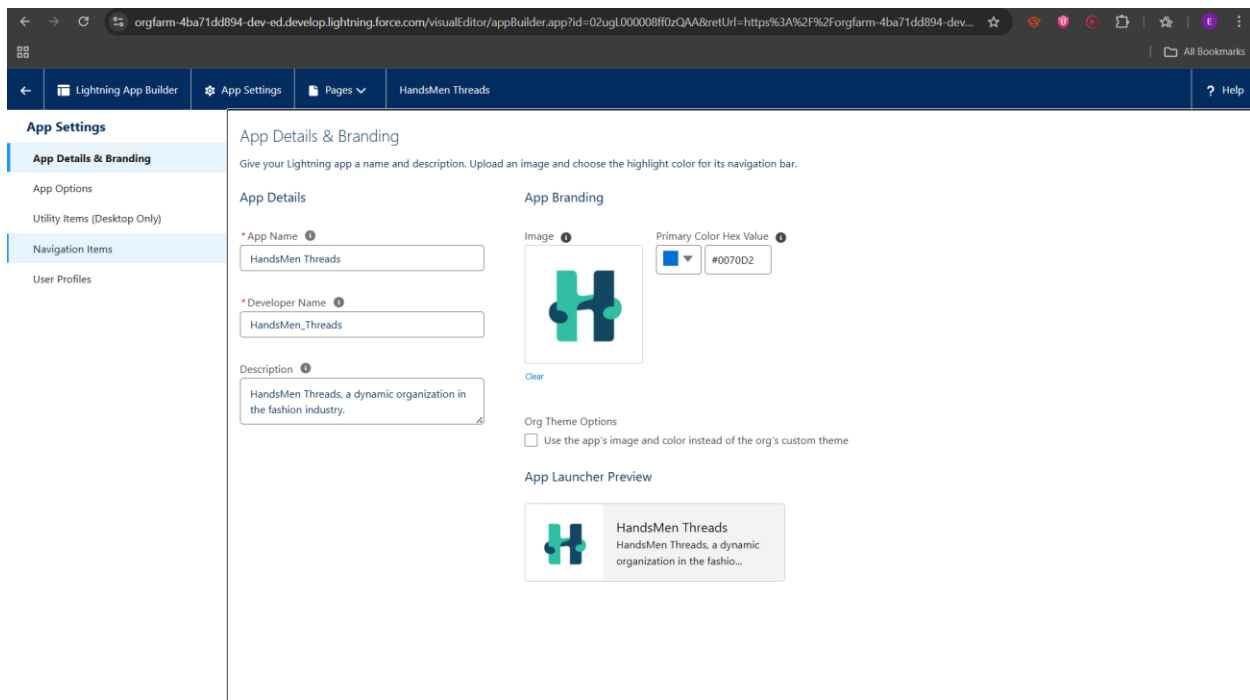 orgfarm-4ba71dd894-dev-ed.develop.lightning.force.com/visualEditor/appBuilder.app?id=02ugL000008ff0zQAA&retUrl=https%3A%2F%2Forgfarm-4ba71dd894-dev...
E
All Bookmarks
Lightning App Builder
App Settings
Pages
HandsMen Threads
? Help
App Settings
App Details & Branding
App Options
Utility Items (Desktop Only)
Navigation Items
User Profiles
App Details & Branding
Give your Lightning app a name and description. Upload an image and choose the highlight color for its navigation bar.
App Details
*App Name
HandsMen Threads
*Developer Name
HandsMen_Threads
Description
HandsMen Threads, a dynamic organization in
the fashion industry.
App Branding
Image
Primary Color Hex Value
#0070D2
Clear
Org Theme Options
Use the app's image and color instead of the org's custom theme
App Launcher Preview
HandsMen Threads
HandsMen Threads, a dynamic
organization in the fashio...